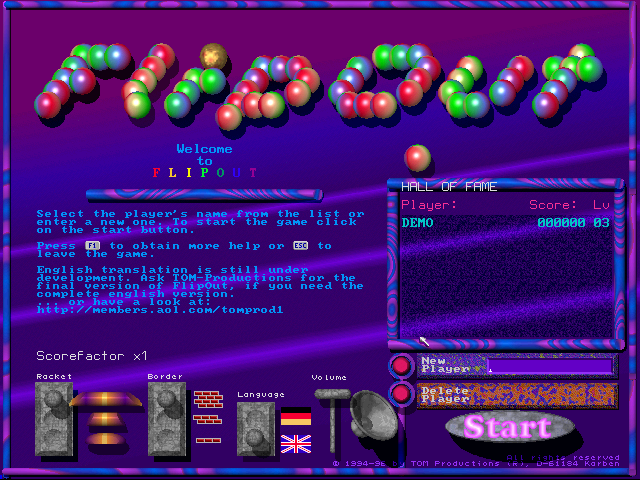 FLIPOUT
Welcome
to
FLIPOUT
HALL OF FAME
Player: Score: Lv
DEMO 000000 03
Select the player's name from the list or
enter a new one. To start the game click
on the start button.
Press F1 to obtain more help or ESC to
leave the game.
English translation is still under
development. Ask TOM-Productions for the
final version of FlipOut, if you need the
complete english version.
... or have a look at:
http://members.aol.com/tomprod1
Scorefactor x1
New
Player
Racket Border Language Volume
Delete
Player
Start
All rights reserved
© 1994-96 by TOM Productions (R), D-61184 Karben